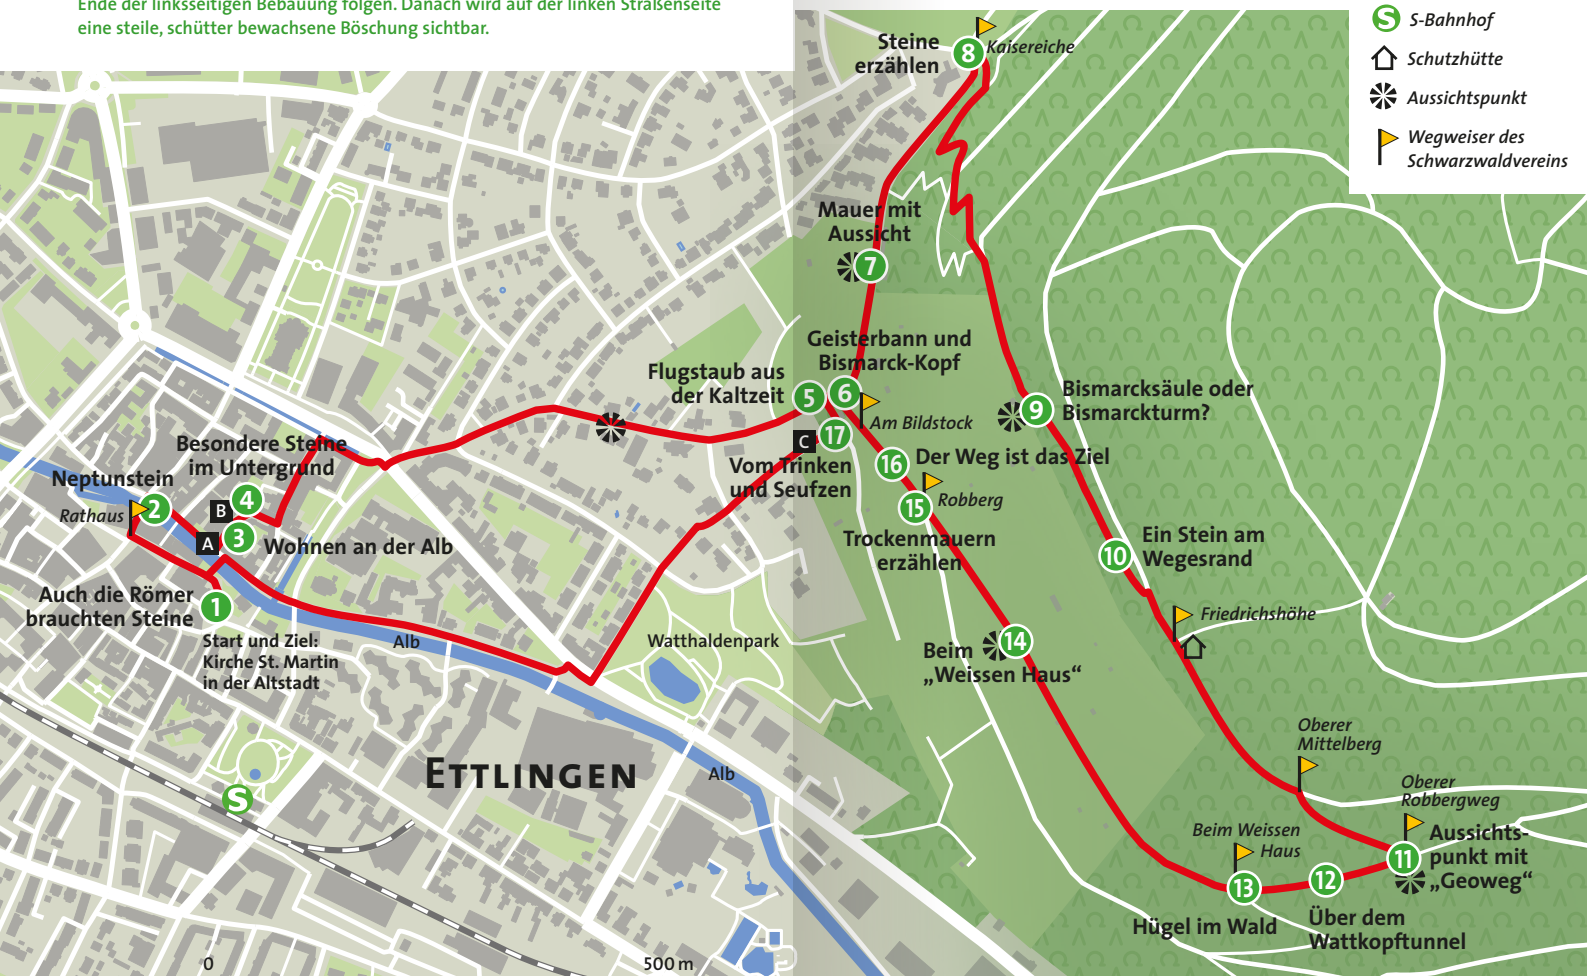 Ende der linksseitigen Bebauung folgen. Danach wird auf der linken Straßenseite
eine steile, schütter bewachsene Böschung sichtbar.
S
S-Bahnhof
Schutzhütte
Aussichtspunkt
Wegweiser des
Schwarzwaldvereins
Steine
erzählen
8
Kaisereiche
Mauer mit
Aussicht
7
Geisterbann und
Bismarck-Kopf
Flugstaub aus
der Kaltzeit
5
6
Am Bildstock
C
17
Vom Trinken
und Seufzen
16
Der Weg ist das Ziel
15
Robberg
Trockenmauern
erzählen
9
Bismarcksäule oder
Bismarckturm?
10
Ein Stein am
Wegesrand
Friedrichshöhe
Besondere Steine
im Untergrund
Neptunstein
Rathaus
2
B
4
A
3
Wohnen an der Alb
Auch die Römer
brauchten Steine
1
Start und Ziel:
Kirche St. Martin
in der Altstadt
Alb
Watthaldenpark
Beim
„Weissen Haus“
14
S
ETTLINGEN
Alb
Oberer
Mittelberg
Oberer
Robbergweg
11
Aussichts-
punkt mit
„Geoweg“
Beim Weissen
Haus
13
12
Hügel im Wald
Über dem
Wattkopftunnel
0
500 m